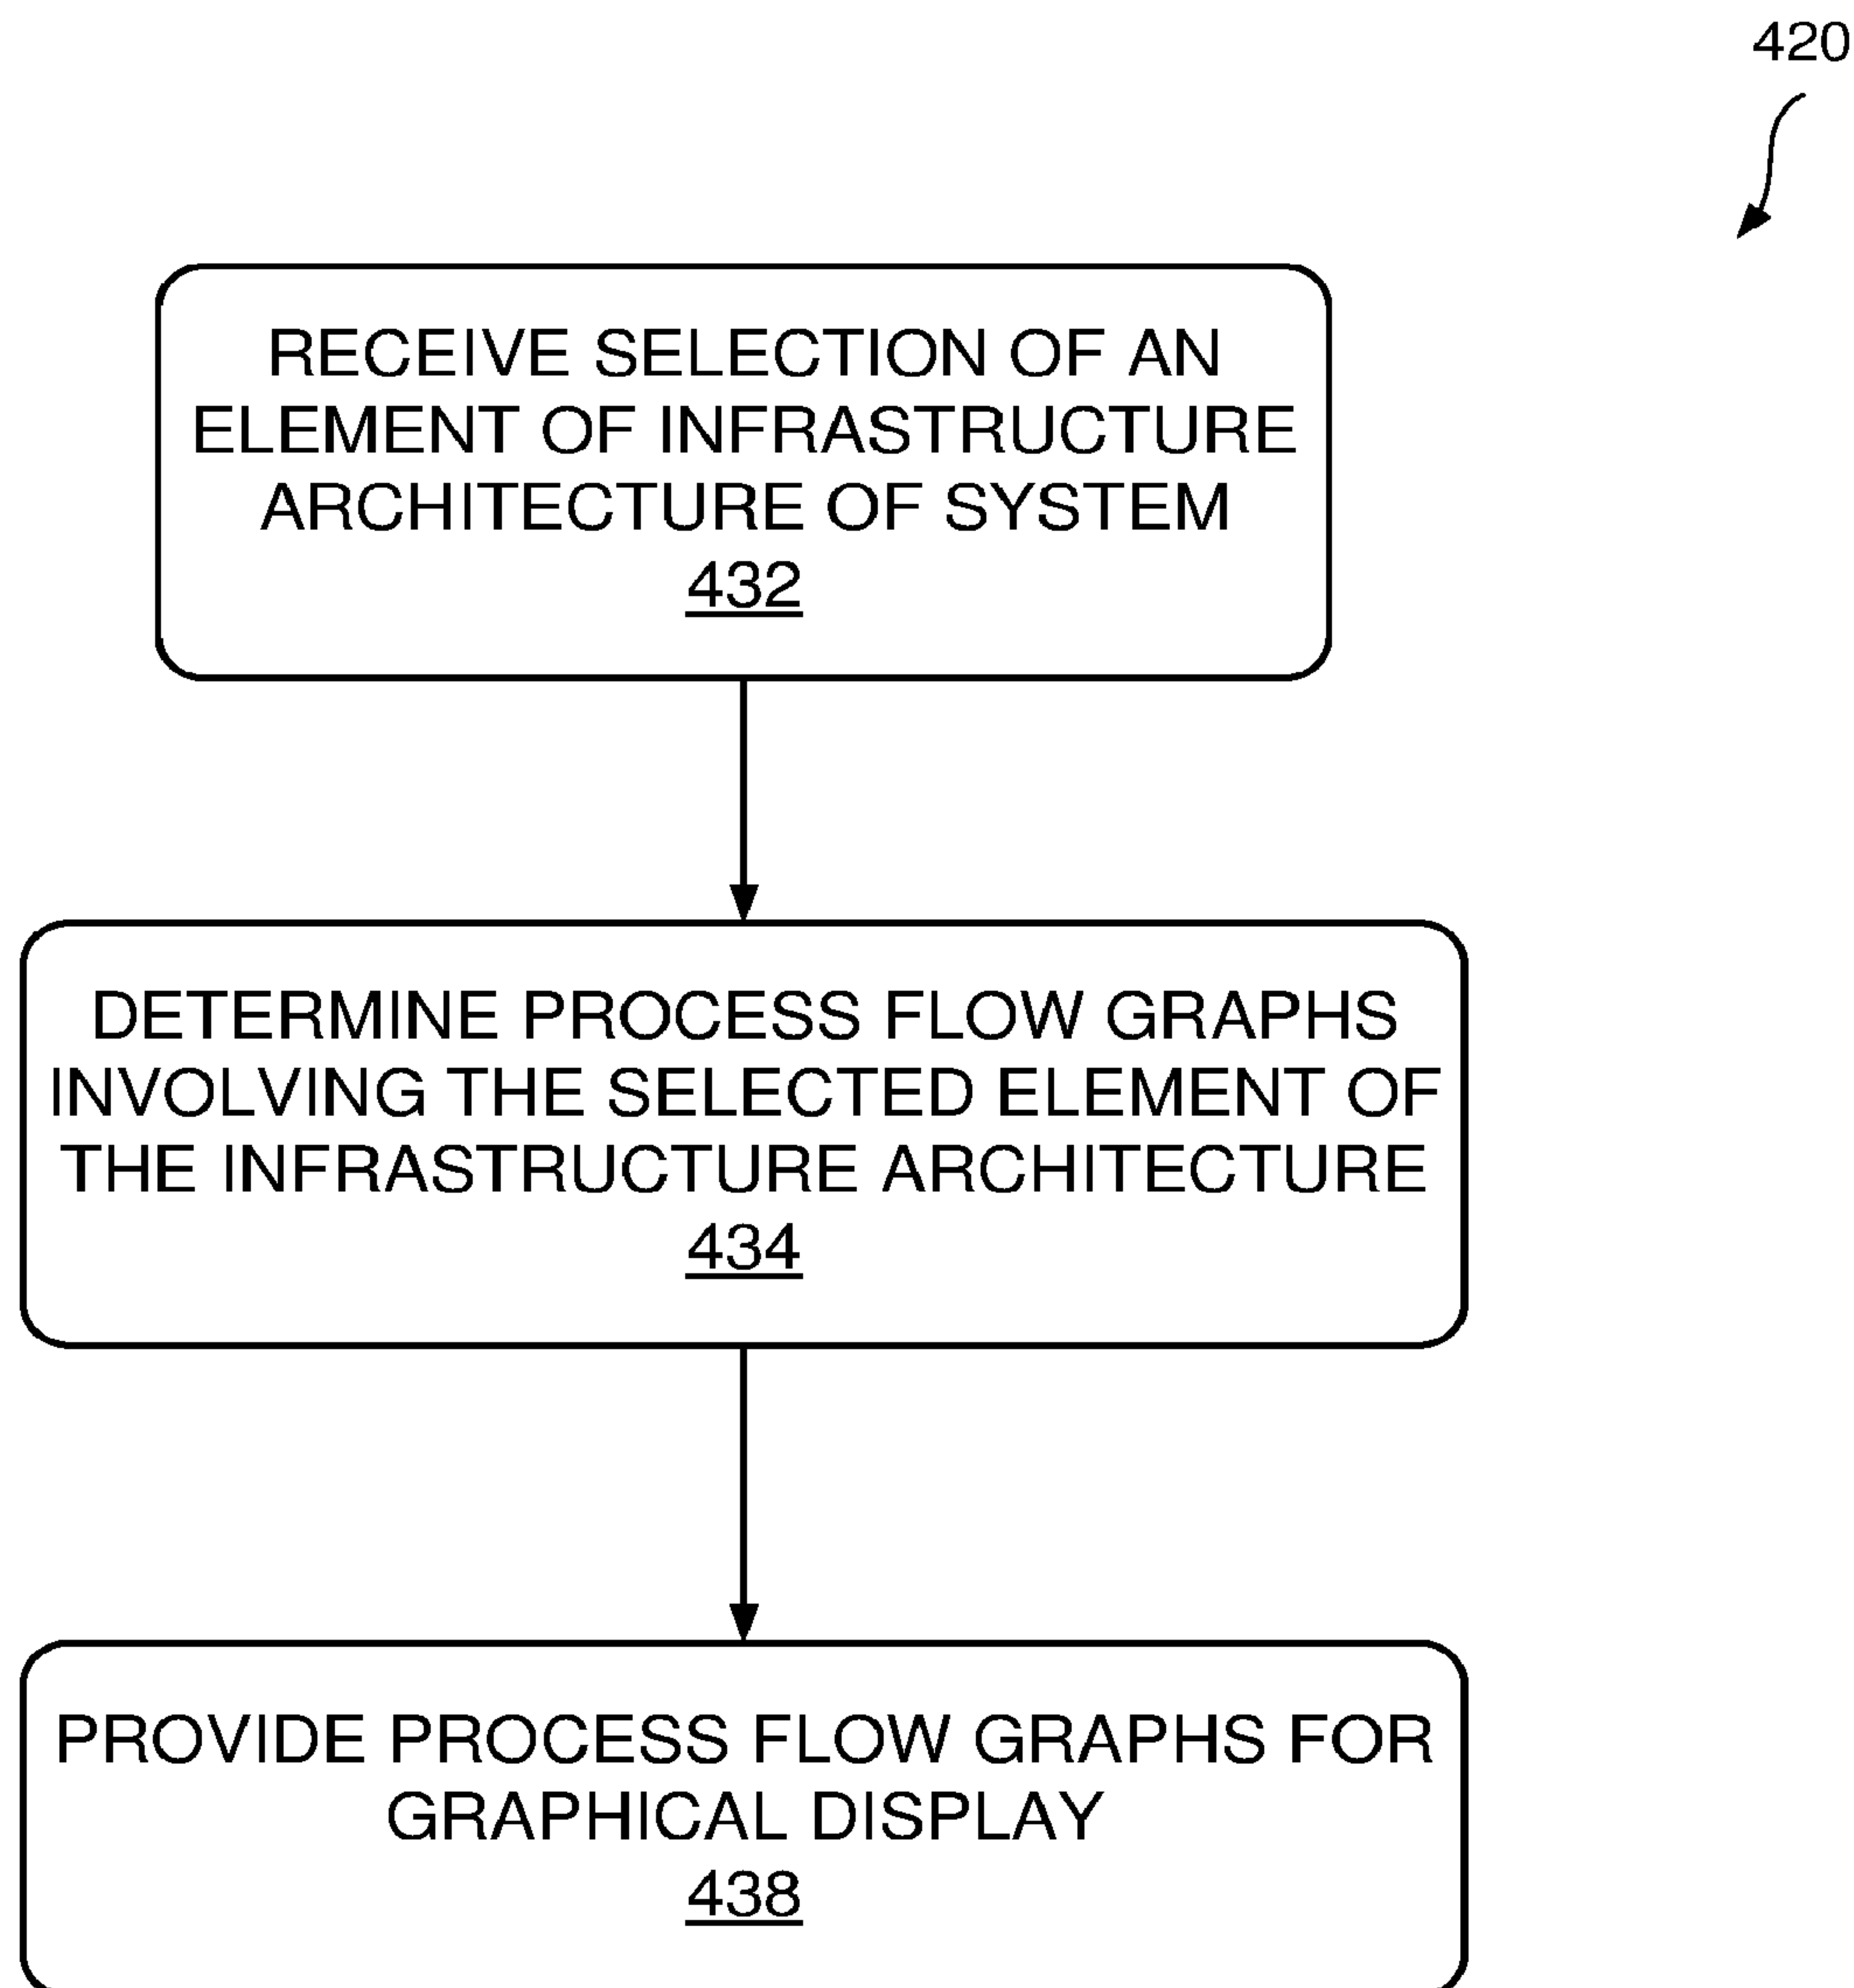 420
RECEIVE SELECTION OF AN
ELEMENT OF INFRASTRUCTURE
ARCHITECTURE OF SYSTEM
432
DETERMINE PROCESS FLOW GRAPHS
INVOLVING THE SELECTED ELEMENT OF
THE INFRASTRUCTURE ARCHITECTURE
434
PROVIDE PROCESS FLOW GRAPHS FOR
GRAPHICAL DISPLAY
438